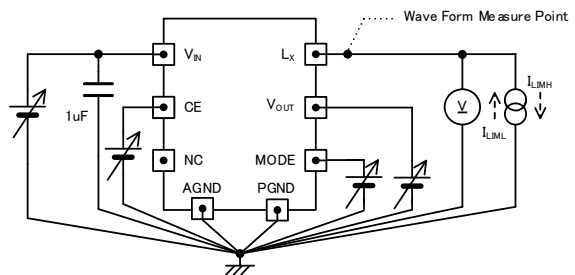 Wave Form Measure Point
VIN
LX
ILIMH
1uF
CE
VOUT
V
ILIML
NC
MODE
AGND
PGND